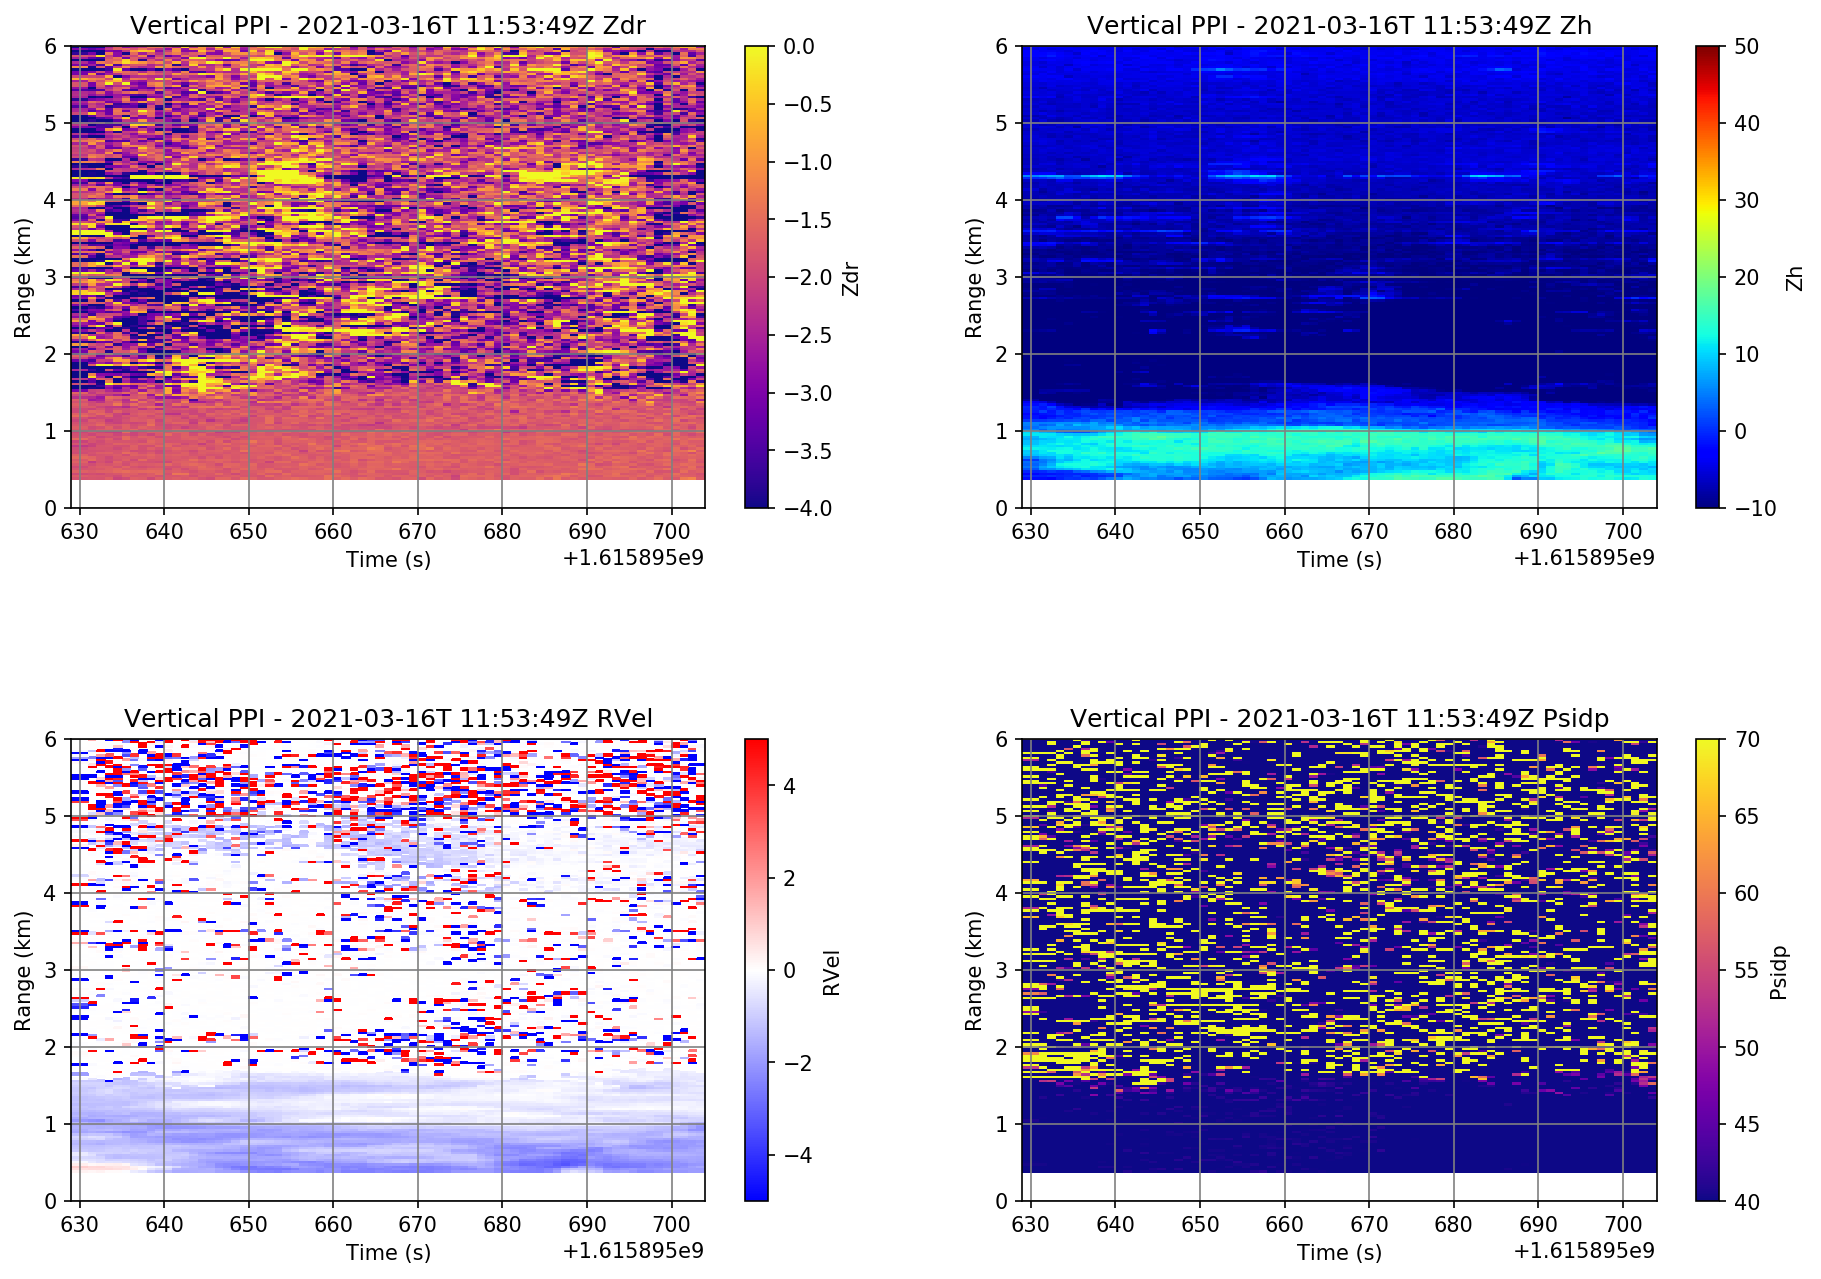 Vertical PPI - 2021-03-16T 11:53:49Z Zdr
6
5
4
3
2
1
0
Range (km)
630 640 650 660 670 680 690 700
Time (s)
+1.615895e9
0.0
−0.5
−1.0
−1.5
−2.0
−2.5
−3.0
−3.5
−4.0
Zdr
Vertical PPI - 2021-03-16T 11:53:49Z Zh
6
5
4
3
2
1
0
Range (km)
630 640 650 660 670 680 690 700
Time (s)
+1.615895e9
50
40
30
20
10
0
−10
Zh
Vertical PPI - 2021-03-16T 11:53:49Z RVel
6
5
4
3
2
1
0
Range (km)
630 640 650 660 670 680 690 700
Time (s)
+1.615895e9
4
2
0
−2
−4
RVel
Vertical PPI - 2021-03-16T 11:53:49Z Psidp
6
5
4
3
2
1
0
Range (km)
630 640 650 660 670 680 690 700
Time (s)
+1.615895e9
70
65
60
55
50
45
40
Psidp